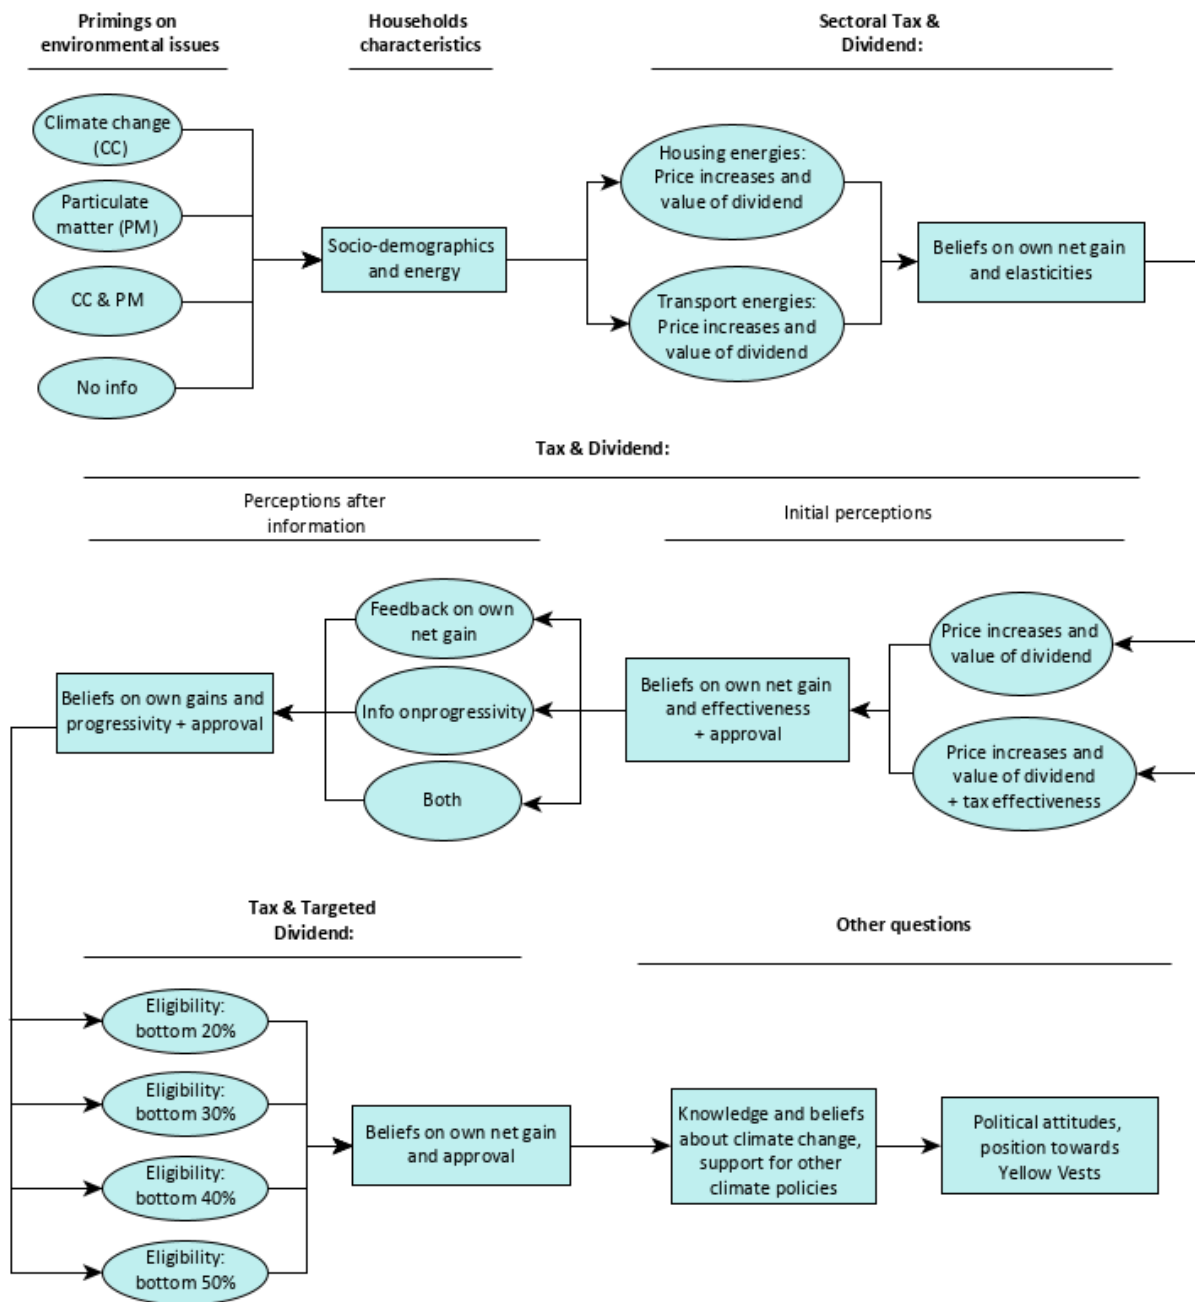 Primings on
environmental issues
Households
characteristics
Sectoral Tax &
Dividend:
Climate change
(CC)
Particulate
matter (PM)
CC & PM
No info
Socio-demographics
and energy
Housing energies:
Price increases and
value of dividend
Transport energies:
Price increases and
value of dividend
Beliefs on own net gain
and elasticities
Tax & Dividend:
Perceptions after
information
Initial perceptions
Price increases and
value of dividend
Price increases and
value of dividend
+ tax effectiveness
Beliefs on own net gain
and effectiveness
+ approval
Feedback on own
net gain
Info onprogressivity
Both
Beliefs on own gains and
progressivity + approval
Tax & Targeted
Dividend:
Other questions
Eligibility:
bottom 20%
Eligibility:
bottom 30%
Eligibility:
bottom 40%
Eligibility:
bottom 50%
Beliefs on own net gain
and approval
Knowledge and beliefs
about climate change,
support for other
climate policies
Political attitudes,
position towards
Yellow Vests